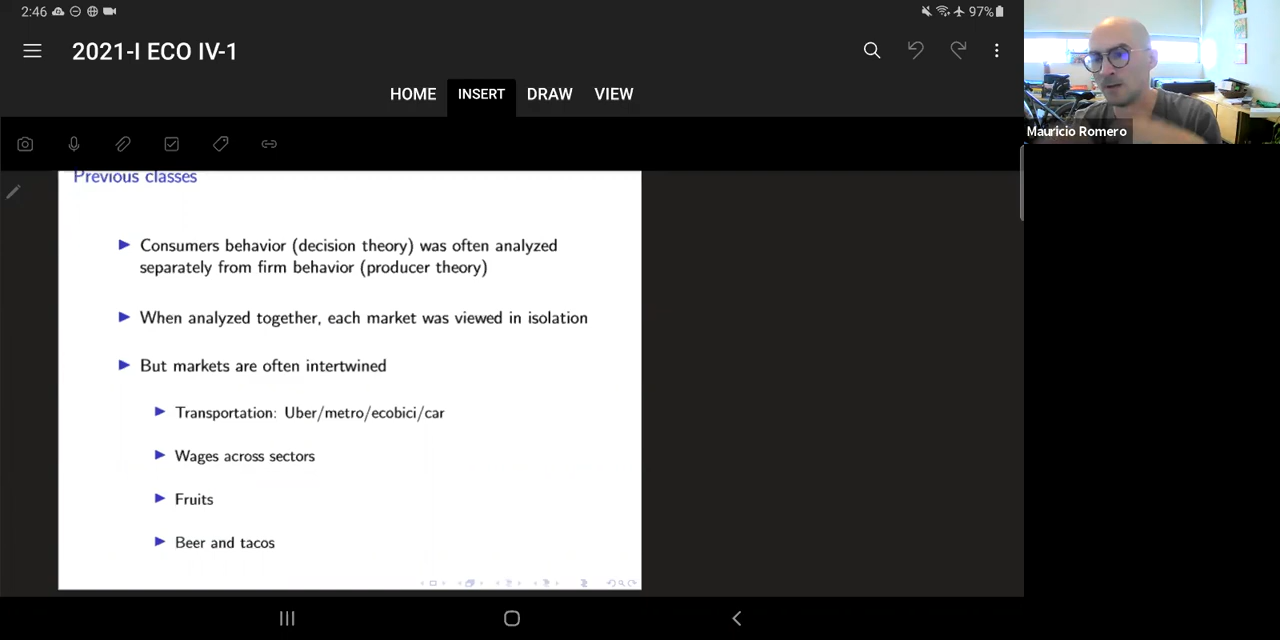 2:46
97%
2021-I ECO IV-1
HOME INSERT DRAW VIEW
Mauricio Romero
Previous classes
Consumers behavior (decision theory) was often analyzed
separately from firm behavior (producer theory)
When analyzed together, each market was viewed in isolation
But markets are often intertwined
Transportation: Uber/metro/ecobici/car
Wages across sectors
Fruits
Beer and tacos